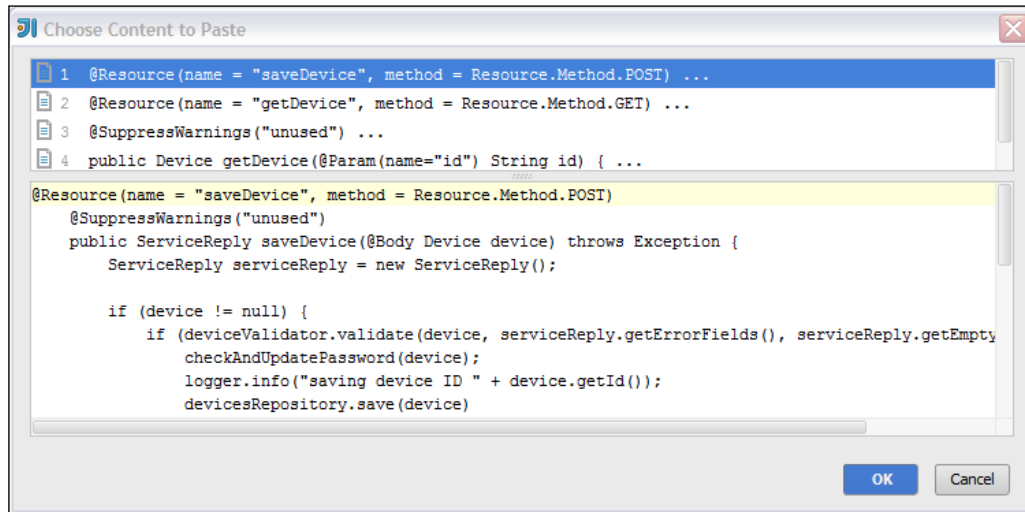 Choose Content to Paste
1 @Resource(name = "saveDevice", method = Resource.Method.POST) ...
2 @Resource(name = "getDevice", method = Resource.Method.GET) ...
3 @SuppressWarnings("unused") ...
4 public Device getDevice(@Param(name="id") String id) { ...
@Resource(name = "saveDevice", method = Resource.Method.POST)
    @SuppressWarnings("unused")
    public ServiceReply saveDevice(@Body Device device) throws Exception {
        ServiceReply serviceReply = new ServiceReply();
        if (device != null) {
            if (deviceValidator.validate(device, serviceReply.getErrorFields(), serviceReply.getEmpty
                checkAndUpdatePassword(device);
                logger.info("saving device ID " + device.getId());
                devicesRepository.save(device)
OK Cancel